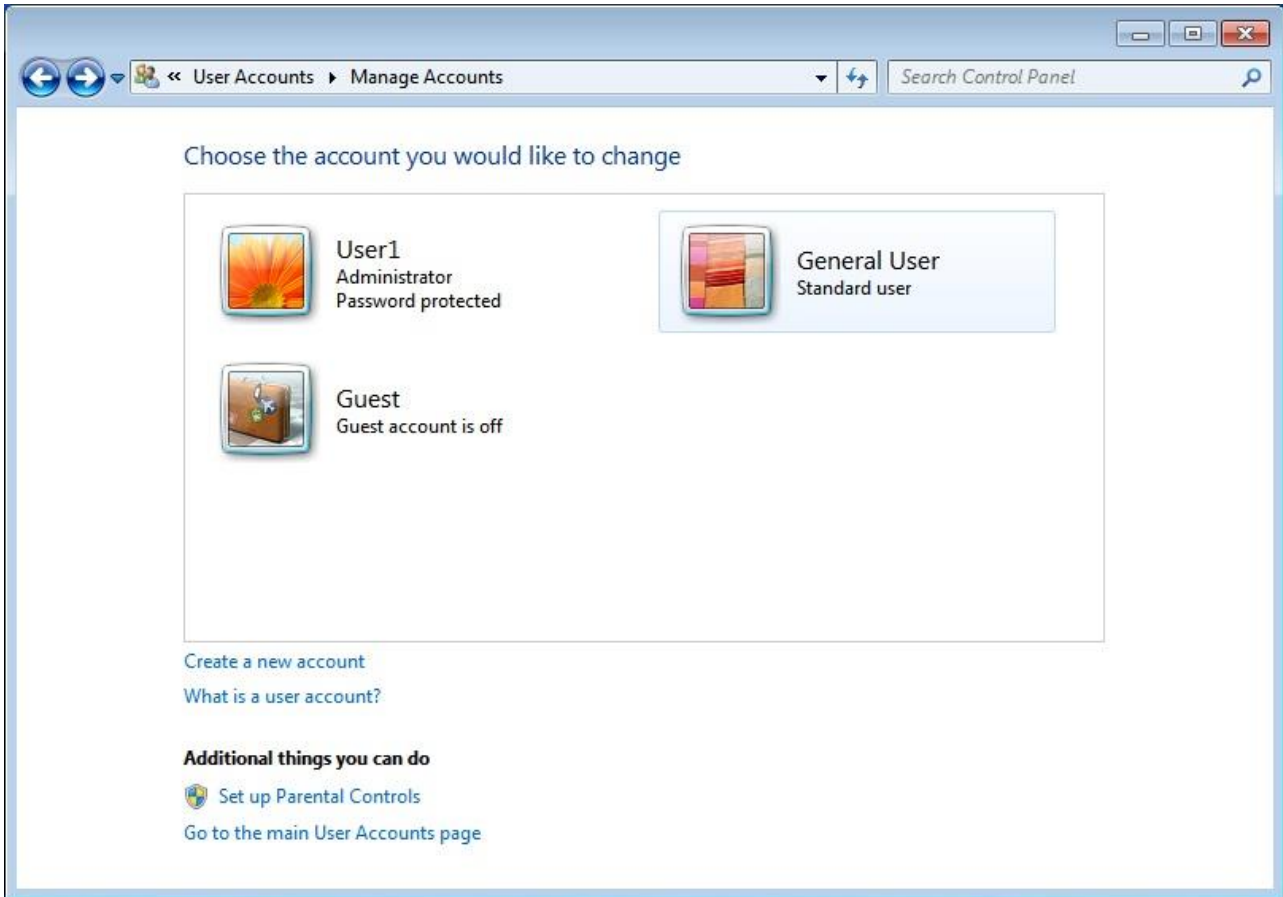 « User Accounts ▸ Manage Accounts
Search Control Panel
Choose the account you would like to change
User1
Administrator
Password protected
General User
Standard user
Guest
Guest account is off
Create a new account
What is a user account?
Additional things you can do
Set up Parental Controls
Go to the main User Accounts page